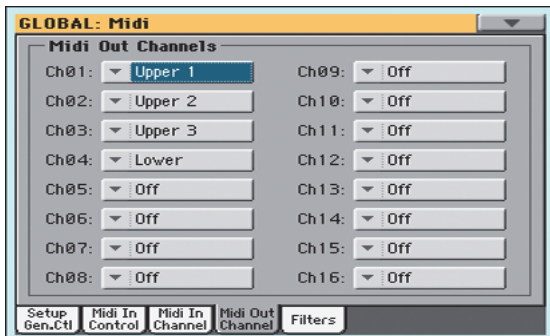 GLOBAL: Midi
Midi Out Channels
Ch01: Upper 1 Ch09: Off
Ch02: Upper 2 Ch10: Off
Ch03: Upper 3 Ch11: Off
Ch04: Lower Ch12: Off
Ch05: Off Ch13: Off
Ch06: Off Ch14: Off
Ch07: Off Ch15: Off
Ch08: Off Ch16: Off
Setup Midi In Midi In Midi Out Filters
Gen.Ctl Control Channel Channel